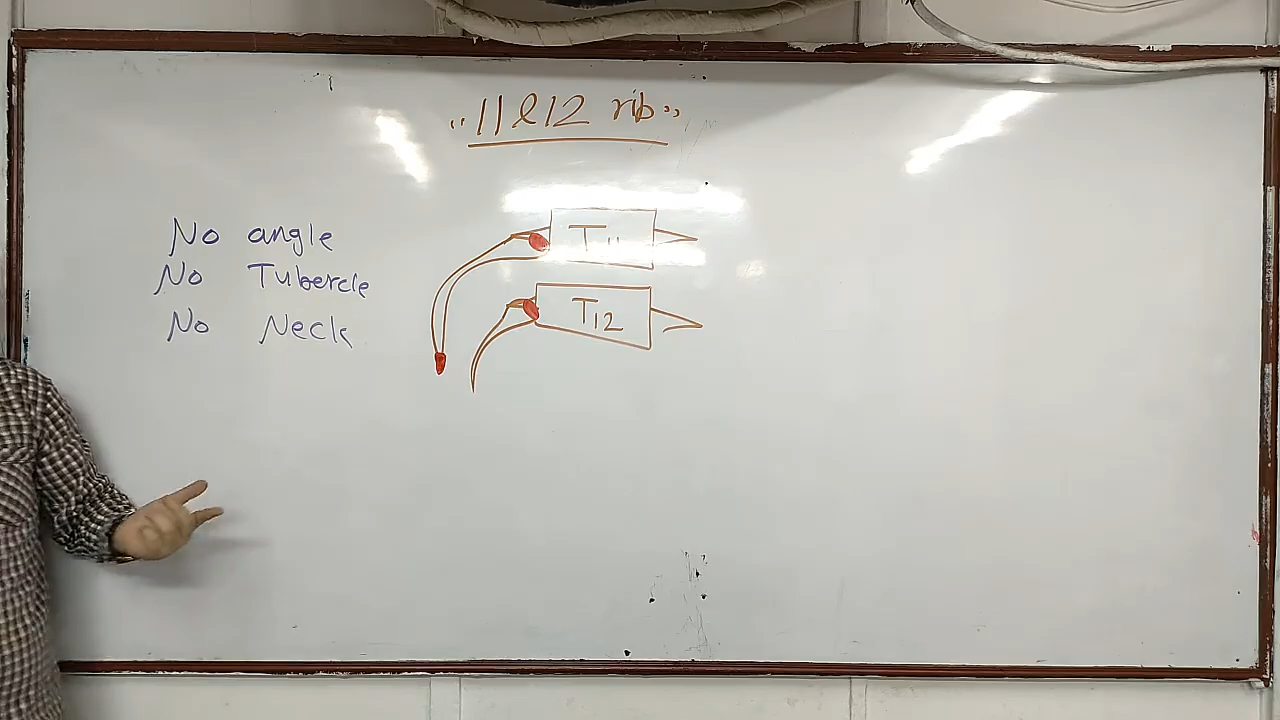 "11 & 12 rib"
No angle
No Tubercle
No Neck
T11
T12